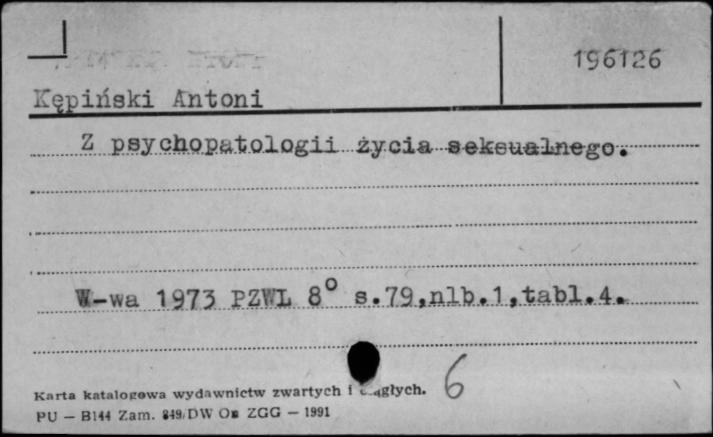 196126
Kępiński Antoni
Z psychopatologii życia seksualnego.
W-wa 1973 PZWL 8° s.79,nlb.1,tabl.4.
6
Karta katalogowa wydawnictw zwartych i
PU — B144 Zam. 849/DW Os ZGG — 1991